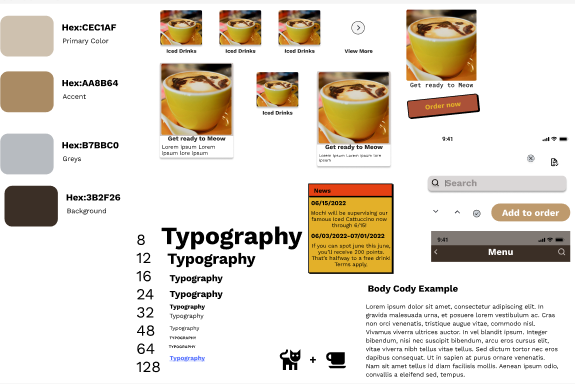 Hex:CEC1AF
Primary Color
Hex:AA8B64
Accent
Hex:B7BBC0
Greys
Hex:3B2F26
Background
Iced Drinks
Iced Drinks
Iced Drinks
View More
Get ready to Meow
Lorem Ipsum Lorem
ipsum lore ipsum
Iced Drinks
Get ready to Meow
Lorem Ipsum Lorem ipsum lore
ipsum
Get ready to Meow
Order now
9:41
Search
Add to order
9:41
Menu
News
06/15/2022
Mochi will be supervising our
famous Iced Cattuccino now
through 6/15!
06/03/2022-07/01/2022
If you can spot june this june,
you'll receive 200 points.
That's halfway to a free drink!
Terms apply.
8
12
16
24
32
48
64
128
Typography
Typography
Typography
Typography
Typography
Typography
Typography
Typography
Typography
Typography
+
Body Cody Example
Lorem ipsum dolor sit amet, consectetur adipiscing elit. In
gravida malesuada urna, et posuere lorem vestibulum ac. Cras
non orci venenatis, tristique augue vitae, commodo nisl.
Vivamus viverra ullamcorper auctor. Integer
bibendum, nisi nec suscipit bibendum, arcu eros cursus elit,
vitae viverra nibh tellus vitae tellus. Sed dictum tortor nec eros
dapibus consequat. Ut in sapien at purus ornare venenatis.
Nam sit amet tellus id diam facilisis mollis. Aenean ipsum odio,
convallis a eleifend sed, tempus.